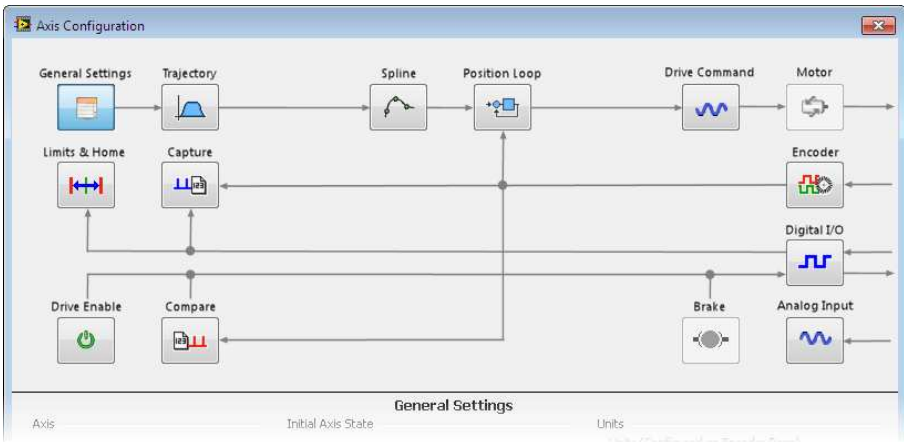 Axis Configuration
General Settings Trajectory Spline Position Loop Drive Command Motor
Limits & Home Capture Encoder
Digital I/O
Drive Enable Compare Brake Analog Input
General Settings
Axis Initial Axis State Units